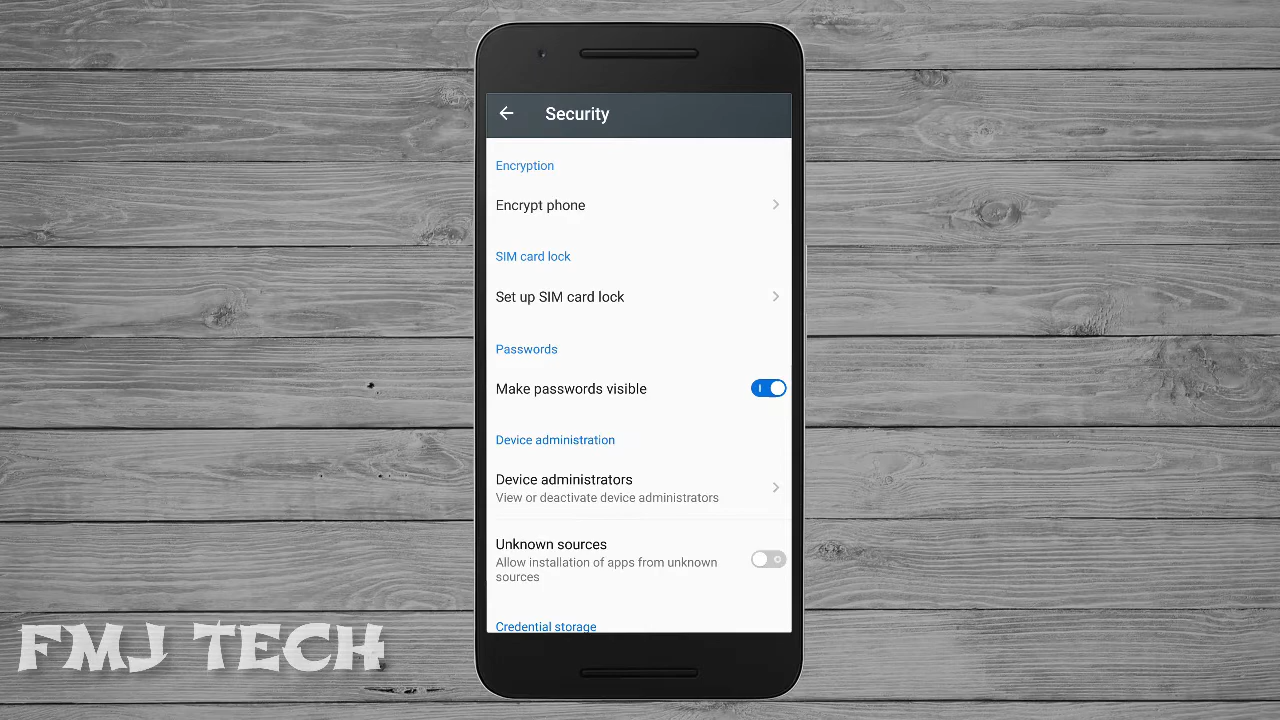 Security
Encryption
Encrypt phone
SIM card lock
Set up SIM card lock
Passwords
Make passwords visible
Device administration
Device administrators
View or deactivate device administrators
Unknown sources
Allow installation of apps from unknown
sources
Credential storage
FMJ TECH